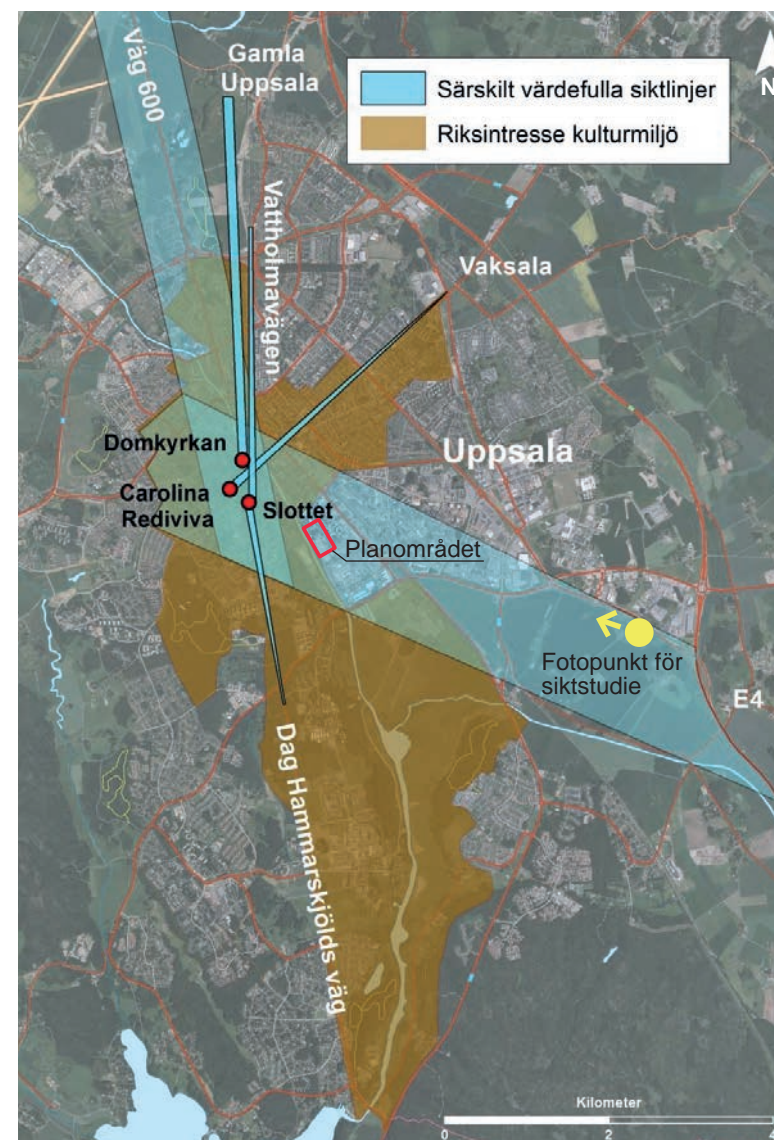 Väg 600
Gamla
Uppsala
Särskilt värdefulla siktlinjer
Riksintresse kulturmiljö
N
Vattholmavägen
Vaksala
Domkyrkan
Uppsala
Carolina
Rediviva
Slottet
Planområdet
Fotopunkt för
siktstudie
E4
Dag Hammarskjölds väg
Kilometer
0 2